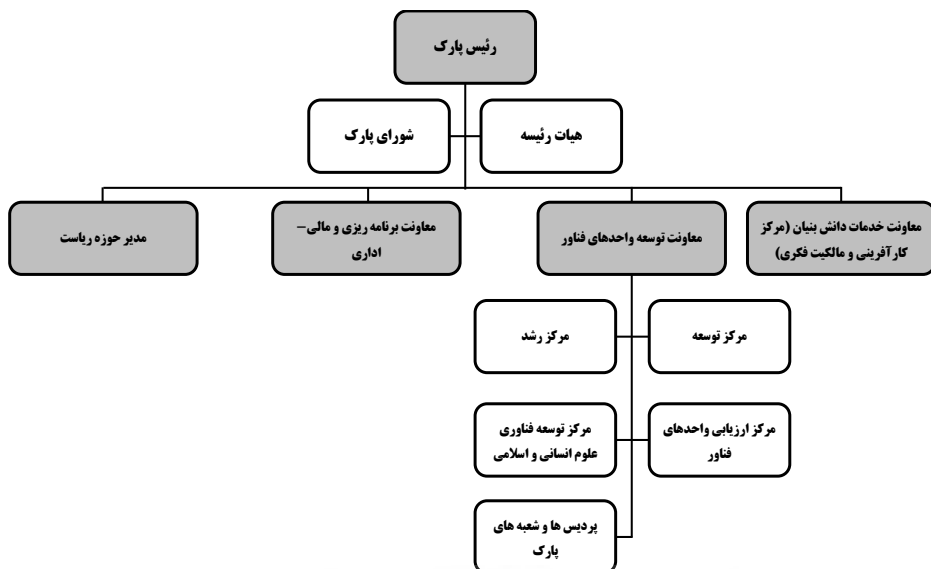 رئیس پارک
هیات رئیسه
شورای پارک
معاونت خدمات دانش بنیان (مرکز
کارآفرینی و مالکیت فکری)
معاونت توسعه واحدهای فناور
معاونت برنامه ریزی و مالی–
اداری
مدیر حوزه ریاست
مرکز توسعه
مرکز رشد
مرکز ارزیابی واحدهای
فناور
مرکز توسعه فناوری
علوم انسانی و اسلامی
پردیس ها و شعبه های
پارک